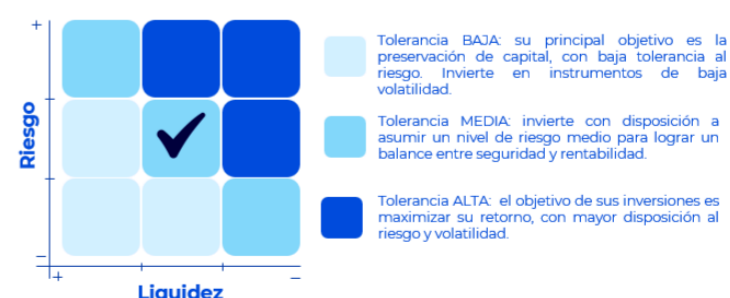 +
Riesgo
–
+
–
Liquidez
Tolerancia BAJA: su principal objetivo es la
preservación de capital, con baja tolerancia al
riesgo. Invierte en instrumentos de baja
volatilidad.
Tolerancia MEDIA: invierte con disposición a
asumir un nivel de riesgo medio para lograr un
balance entre seguridad y rentabilidad.
Tolerancia ALTA: el objetivo de sus inversiones es
maximizar su retorno, con mayor disposición al
riesgo y volatilidad.